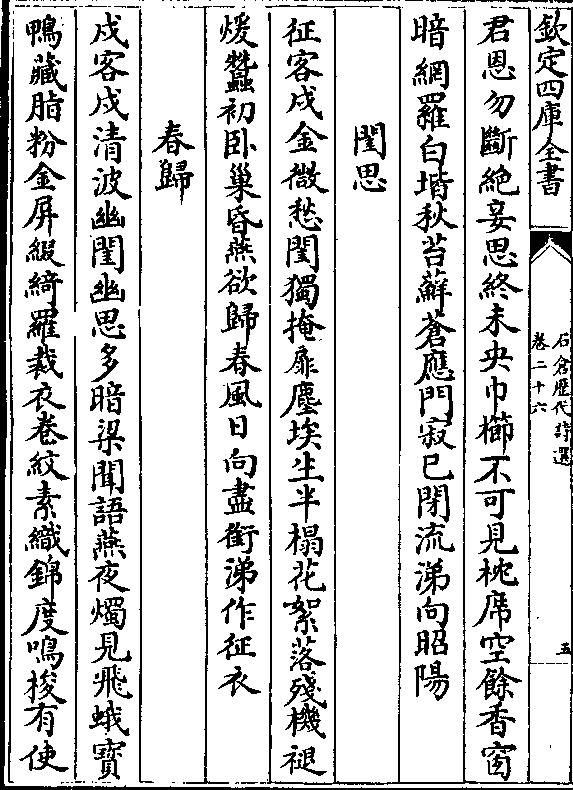 欽定四庫全書
石倉歷代詩選
卷二十六
五
君恩勿斷絶妾思終未央巾櫛不可見枕席空餘香窗
暗網羅白堦秋苔蘚蒼應門寂已閉流涕向昭陽
閨思
征客戍金微愁閨獨掩扉塵埃生半榻花絮落殘機褪
煖蠶初卧巢昏燕欲歸春風日向盡銜涕作征衣
春歸
戍客戍清波幽閨幽思多暗梁聞語燕夜燭見飛蛾寳
鴨藏脂粉金屏綴綺羅裁衣卷紋素織錦度鳴梭有使